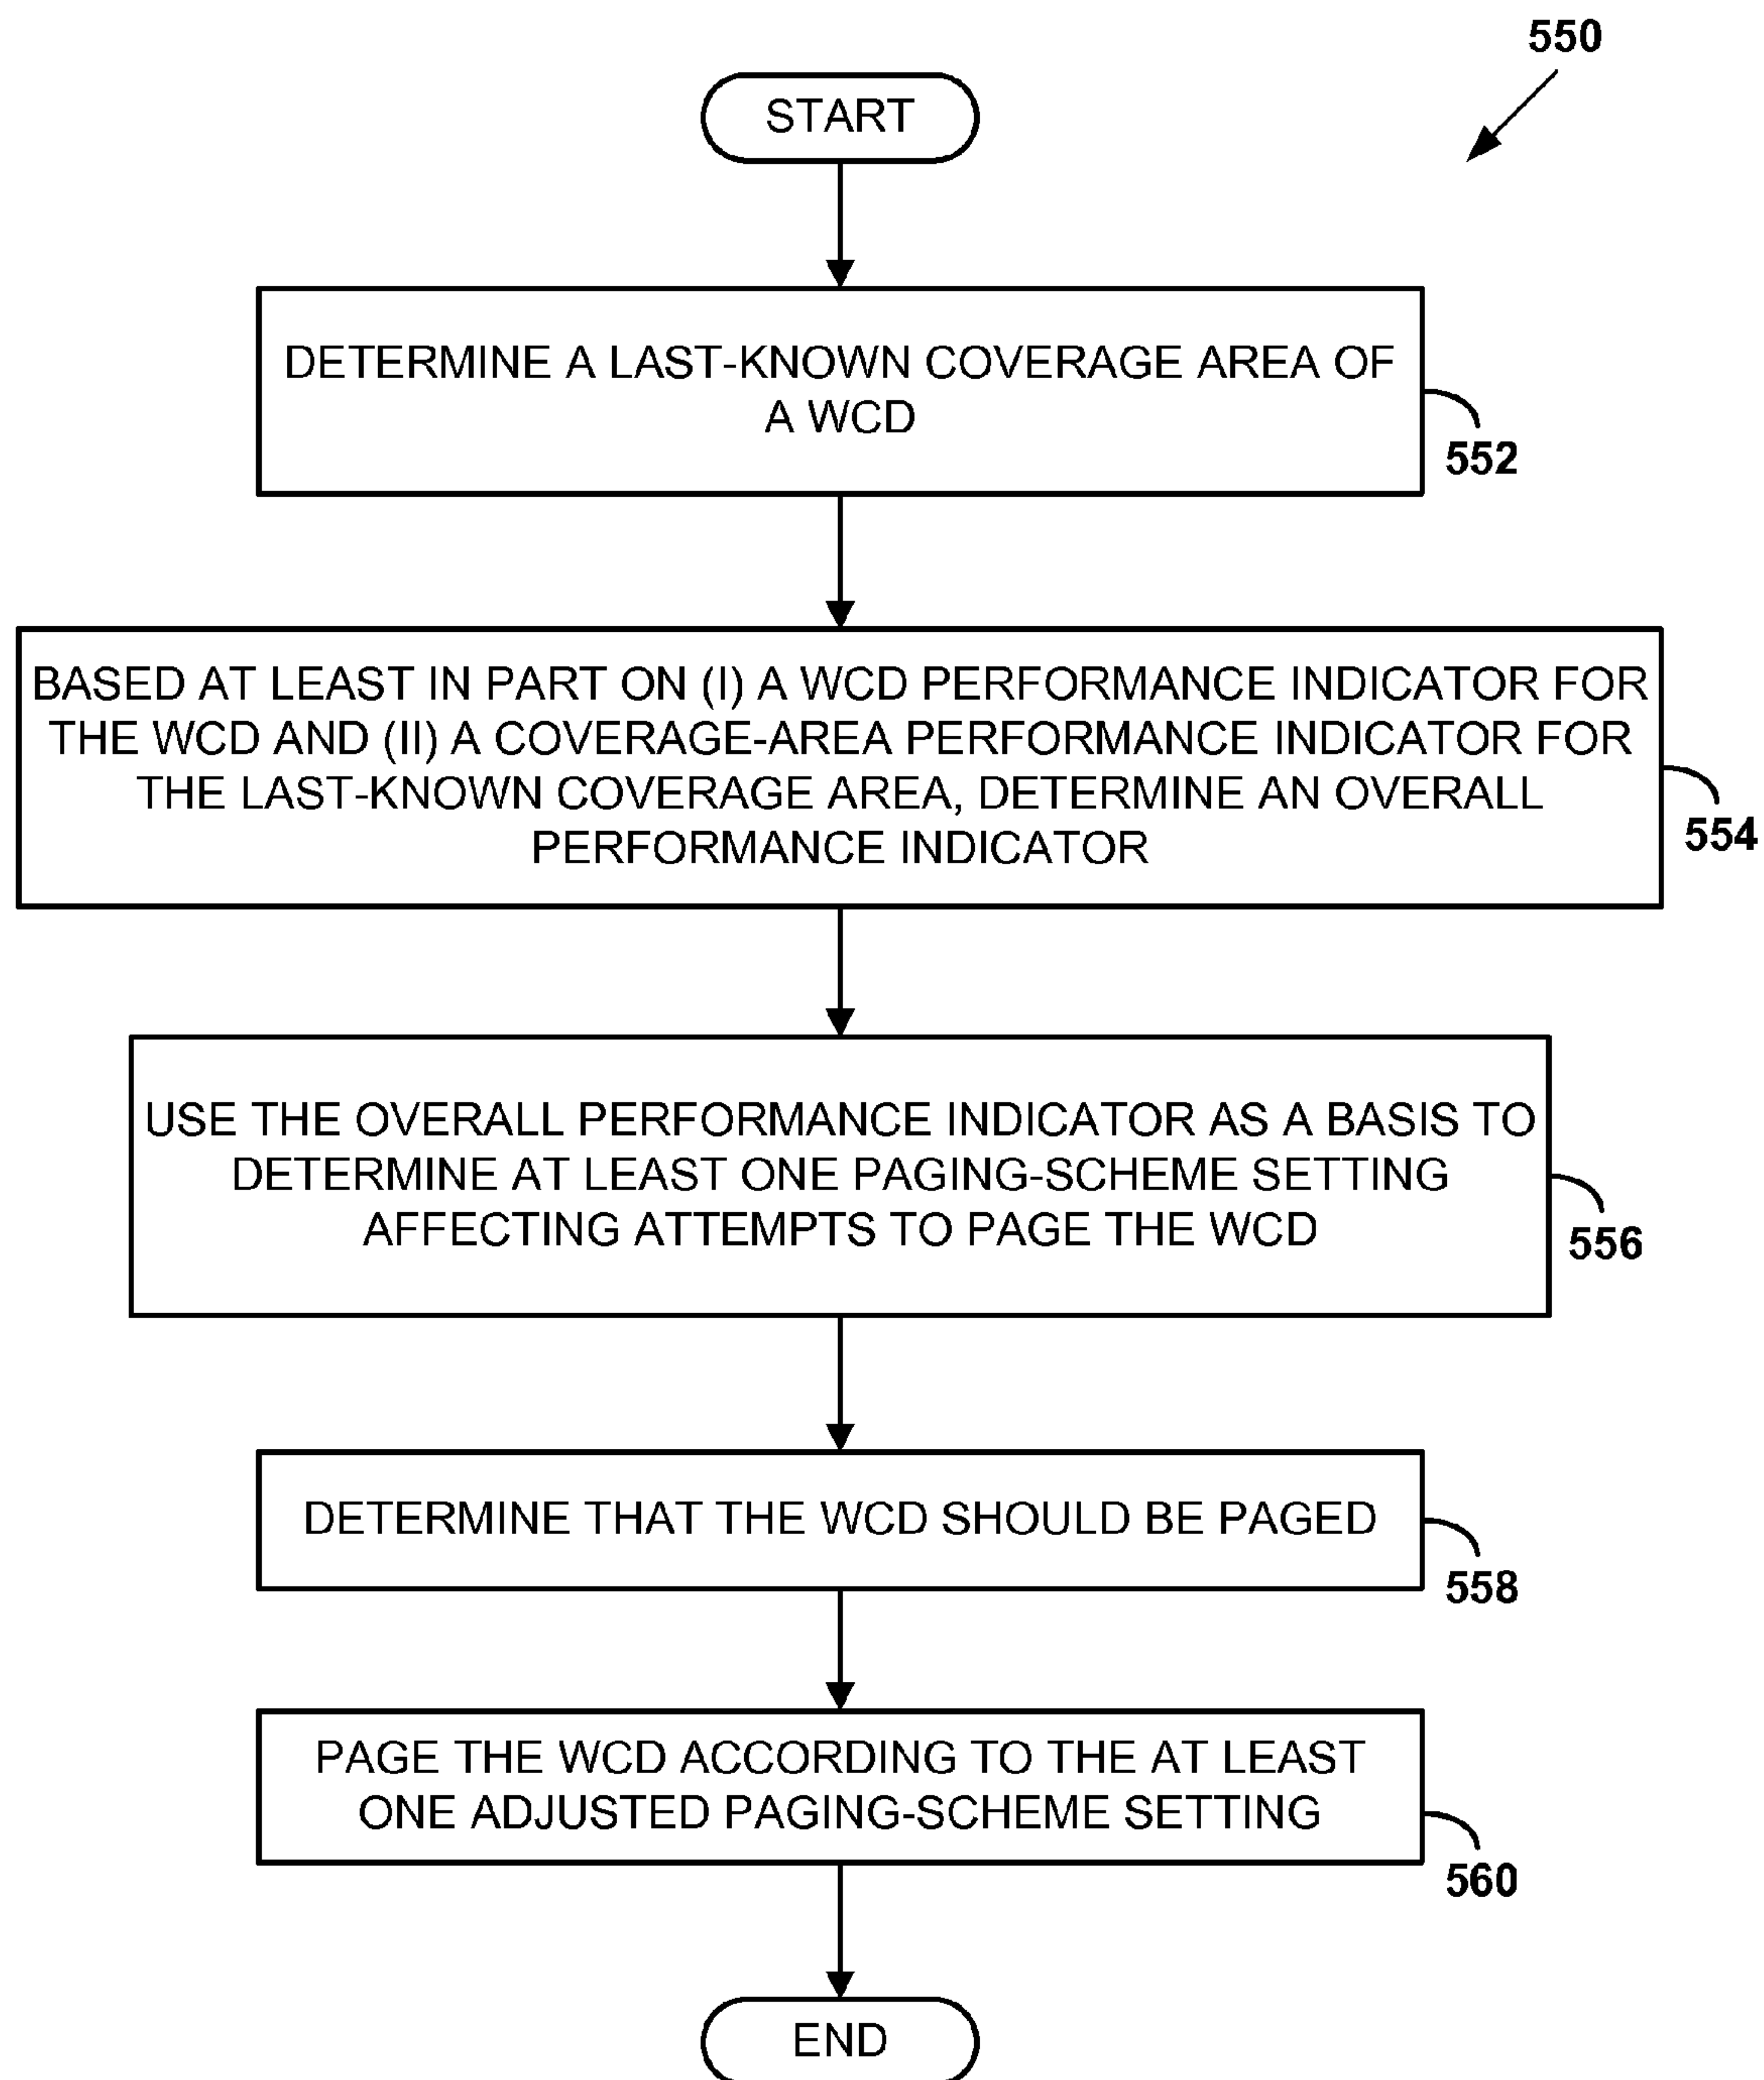 550
START
DETERMINE A LAST-KNOWN COVERAGE AREA OF
A WCD
552
BASED AT LEAST IN PART ON (I) A WCD PERFORMANCE INDICATOR FOR
THE WCD AND (II) A COVERAGE-AREA PERFORMANCE INDICATOR FOR
THE LAST-KNOWN COVERAGE AREA, DETERMINE AN OVERALL
PERFORMANCE INDICATOR
554
USE THE OVERALL PERFORMANCE INDICATOR AS A BASIS TO
DETERMINE AT LEAST ONE PAGING-SCHEME SETTING
AFFECTING ATTEMPTS TO PAGE THE WCD
556
DETERMINE THAT THE WCD SHOULD BE PAGED
558
PAGE THE WCD ACCORDING TO THE AT LEAST
ONE ADJUSTED PAGING-SCHEME SETTING
560
END